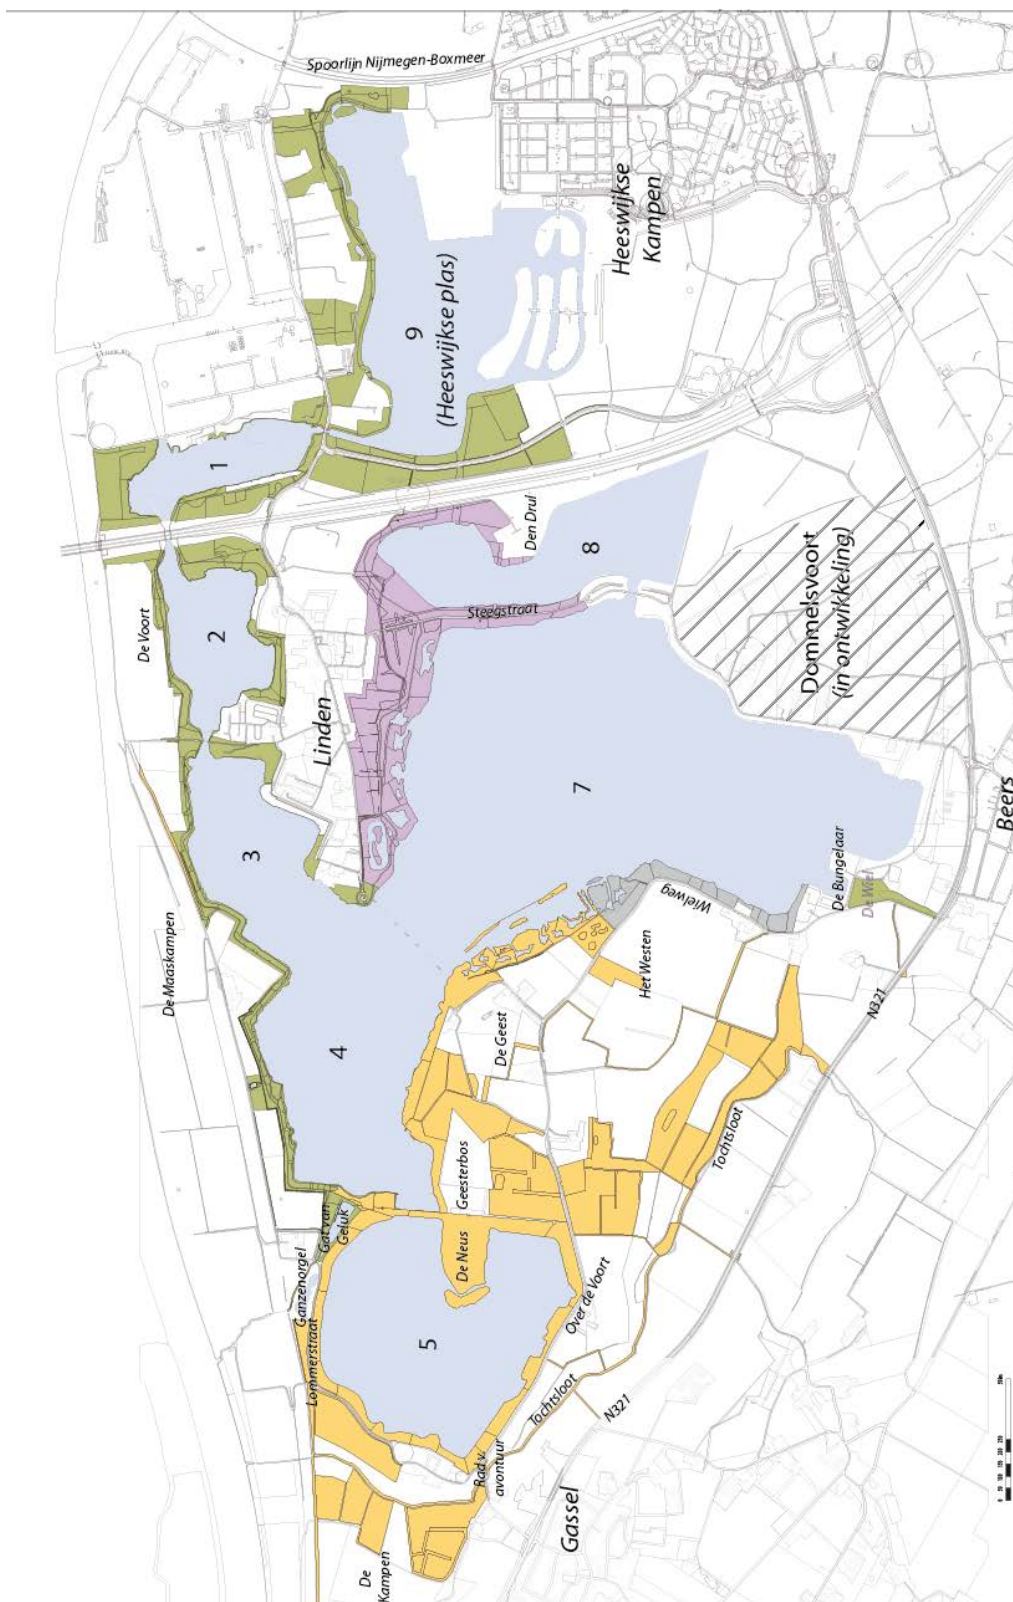 Spoorlijn Nijmegen-Boxmeer
Heeswijkse
Kampen
9
(Heeswijkse plas)
1
Den Drul
8
Dommelsvoort
(in ontwikkeling)
De Voort
2
Steegstraat
Linden
3
7
Beers
De Bungelaar
De Wiel
Wielweg
De Maaskampen
4
Het Westen
N321
De Geest
Tochtsloot
Geesterbos
Gat van
Geluk
De Neus
Ganzenorgel
Over de Voort
Lommerstraat
5
Tochtsloot
N321
Rad v.
avontuur
Gassel
De
Kampen